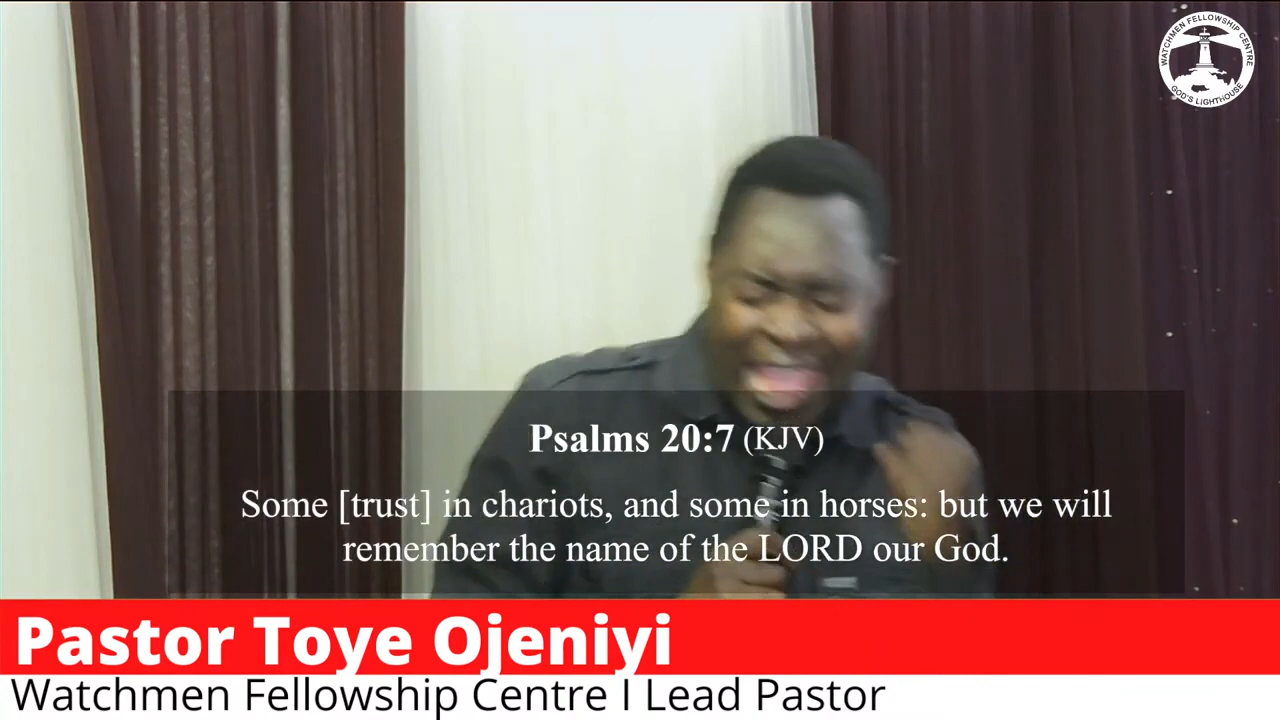 WATCHMEN FELLOWSHIP CENTRE
GOD'S LIGHTHOUSE
Psalms 20:7 (KJV)
Some [trust] in chariots, and some in horses: but we will
remember the name of the LORD our God.
Pastor Toye Ojeniyi
Watchmen Fellowship Centre I Lead Pastor